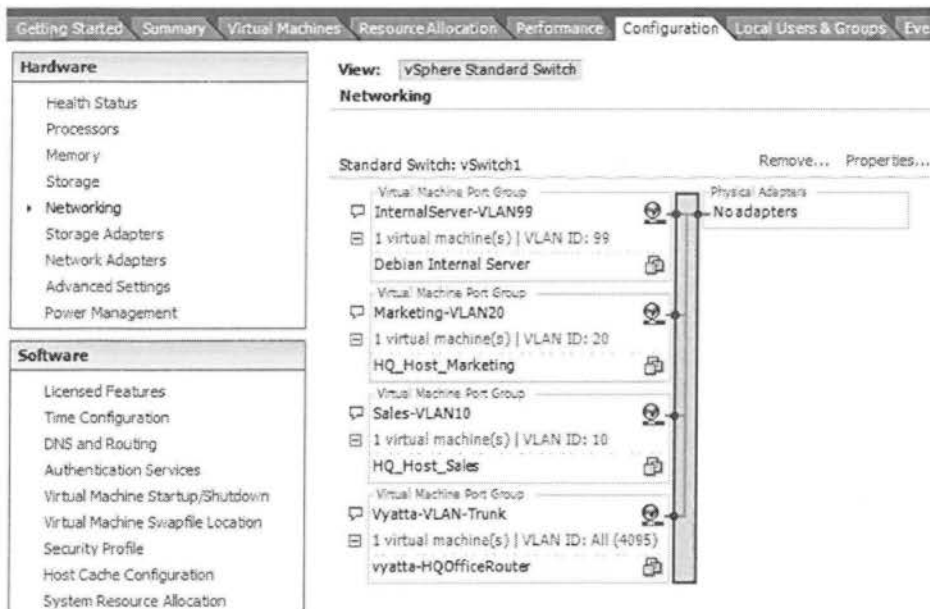 Getting Started Summary Virtual Machines Resource Allocation Performance Configuration Local Users & Groups Eve
Hardware
Health Status
Processors
Memory
Storage
Networking
Storage Adapters
Network Adapters
Advanced Settings
Power Management
Software
Licensed Features
Time Configuration
DNS and Routing
Authentication Services
Virtual Machine Startup/Shutdown
Virtual Machine Swapfile Location
Security Profile
Host Cache Configuration
System Resource Allocation
View: vSphere Standard Switch
Networking
Standard Switch: vSwitch1 Remove... Properties...
Virtual Machine Port Group
InternalServer-VLAN99
1 virtual machine(s) | VLAN ID: 99
Debian Internal Server
Physical Adapters
No adapters
Virtual Machine Port Group
Marketing-VLAN20
1 virtual machine(s) | VLAN ID: 20
HQ_Host_Marketing
Virtual Machine Port Group
Sales-VLAN10
1 virtual machine(s) | VLAN ID: 10
HQ_Host_Sales
Virtual Machine Port Group
Vyatta-VLAN-Trunk
1 virtual machine(s) | VLAN ID: All (4095)
vyatta-HQOfficeRouter